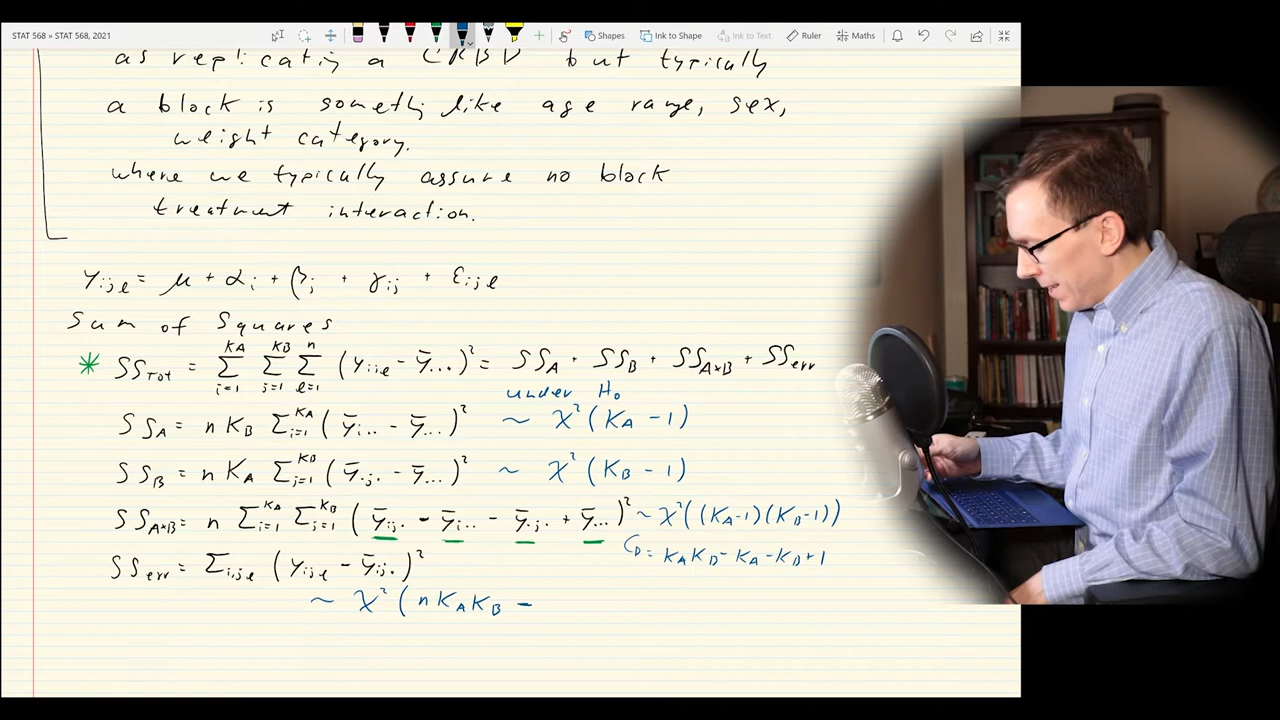 STAT 568 » STAT 568, 2021
Shapes Ink to Shape Ink to Text Ruler Maths
as replicating a CRBD but typically
a block is something like age range, sex,
weight category.
where we typically assume no block
treatment interaction.
yijℓ = μ + αi + βj + γij + εijℓ
Sum of Squares
* SSTot = Σ_{i=1}^{KA} Σ_{j=1}^{KB} Σ_{ℓ=1}^{n} (yijℓ - ȳ...)² = SSA + SSB + SSA×B + SSerr
under H₀
SSA = n KB Σ_{i=1}^{KA} (ȳi.. - ȳ...)² ~ χ²(KA - 1)
SSB = n KA Σ_{j=1}^{KB} (ȳ.j. - ȳ...)² ~ χ²(KB - 1)
SSA×B = n Σ_{i=1}^{KA} Σ_{j=1}^{KB} (ȳij. - ȳi.. - ȳ.j. + ȳ...)² ~ χ²((KA-1)(KB-1))
= KAKB - KA - KB + 1
SSerr = Σijℓ (yijℓ - ȳij.)²
~ χ²(nKAKB -